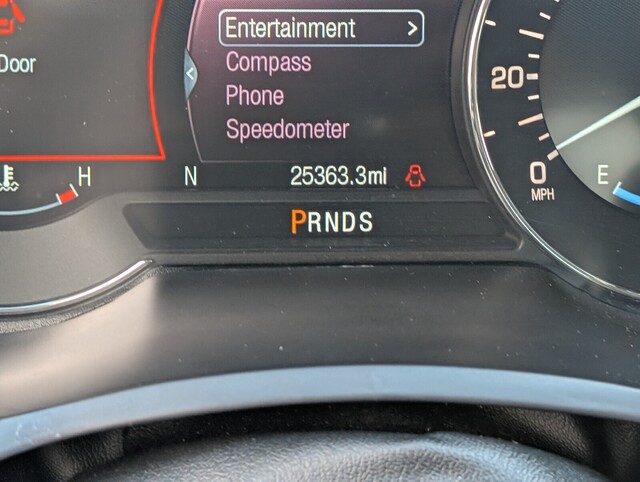 Entertainment >
Compass
Phone
Speedometer
Door
H
N
25363.3mi
PRNDS
20
0
MPH
E